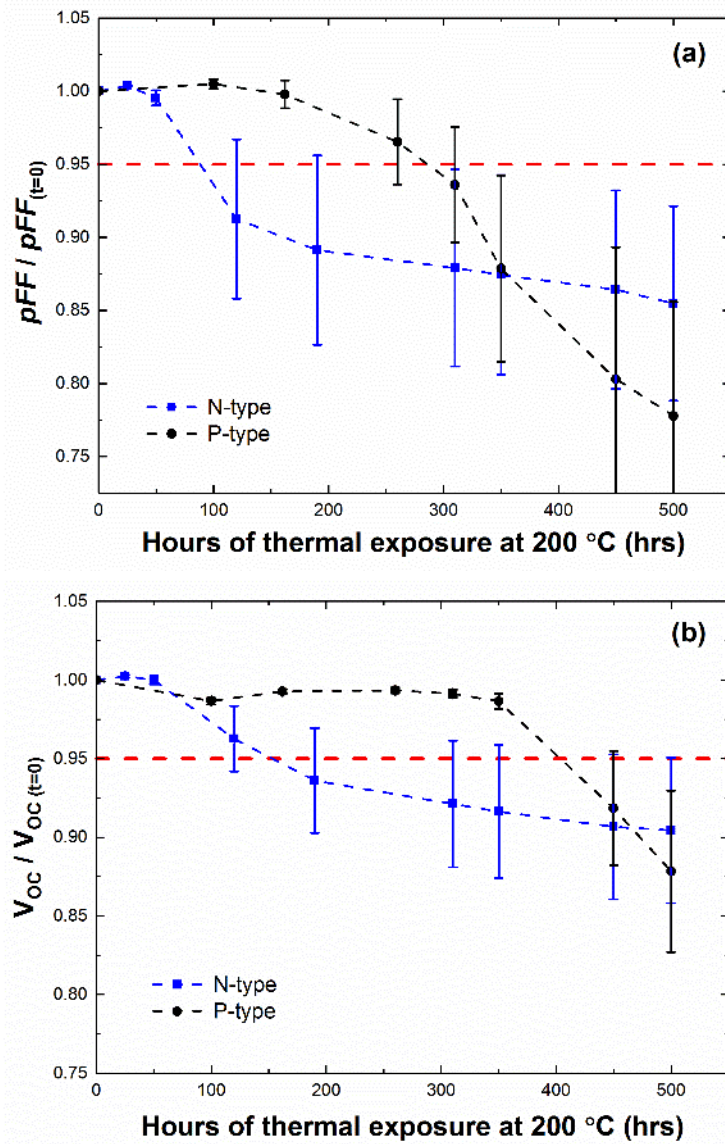 1.05
(a)
1.00
0.95
0.90
0.85
0.80
0.75
pFF / pFF(t=0)
N-type
P-type
0 100 200 300 400 500
Hours of thermal exposure at 200 °C (hrs)
1.05
(b)
1.00
0.95
0.90
0.85
0.80
0.75
VOC / VOC (t=0)
N-type
P-type
0 100 200 300 400 500
Hours of thermal exposure at 200 °C (hrs)